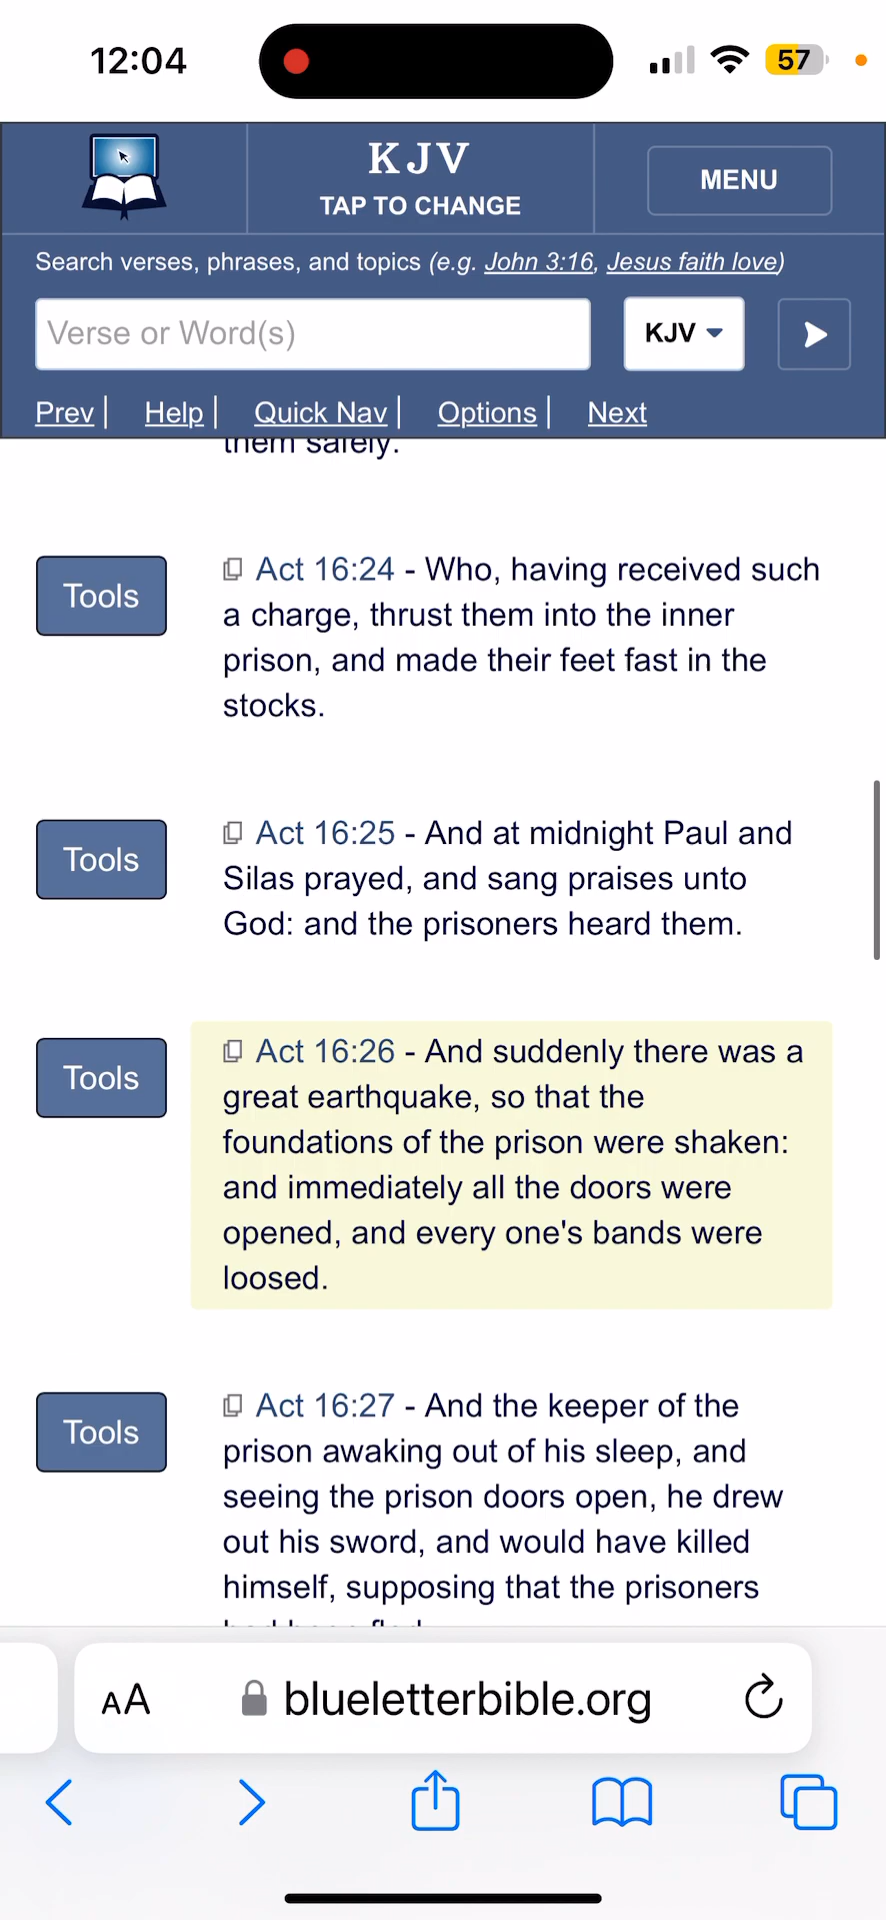 12:04
57
KJV
TAP TO CHANGE
MENU
Search verses, phrases, and topics (e.g. John 3:16, Jesus faith love)
Verse or Word(s)
KJV
Prev | Help | Quick Nav | Options | Next
them safely.
Tools
Act 16:24 - Who, having received such
a charge, thrust them into the inner
prison, and made their feet fast in the
stocks.
Tools
Act 16:25 - And at midnight Paul and
Silas prayed, and sang praises unto
God: and the prisoners heard them.
Tools
Act 16:26 - And suddenly there was a
great earthquake, so that the
foundations of the prison were shaken:
and immediately all the doors were
opened, and every one's bands were
loosed.
Tools
Act 16:27 - And the keeper of the
prison awaking out of his sleep, and
seeing the prison doors open, he drew
out his sword, and would have killed
himself, supposing that the prisoners
AA
blueletterbible.org